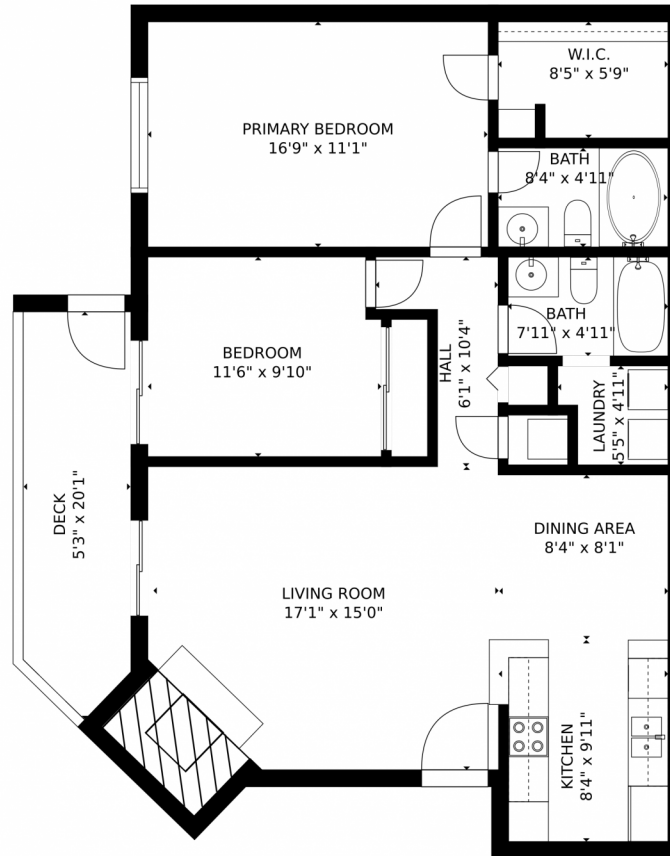 W.I.C.
8'5" x 5'9"
PRIMARY BEDROOM
16'9" x 11'1"
BATH
8'4" x 4'11"
BATH
7'11" x 4'11"
BEDROOM
11'6" x 9'10"
HALL
6'1" x 10'4"
LAUNDRY
5'5" x 4'11"
DECK
5'3" x 20'1"
DINING AREA
8'4" x 8'1"
LIVING ROOM
17'1" x 15'0"
KITCHEN
8'4" x 9'11"